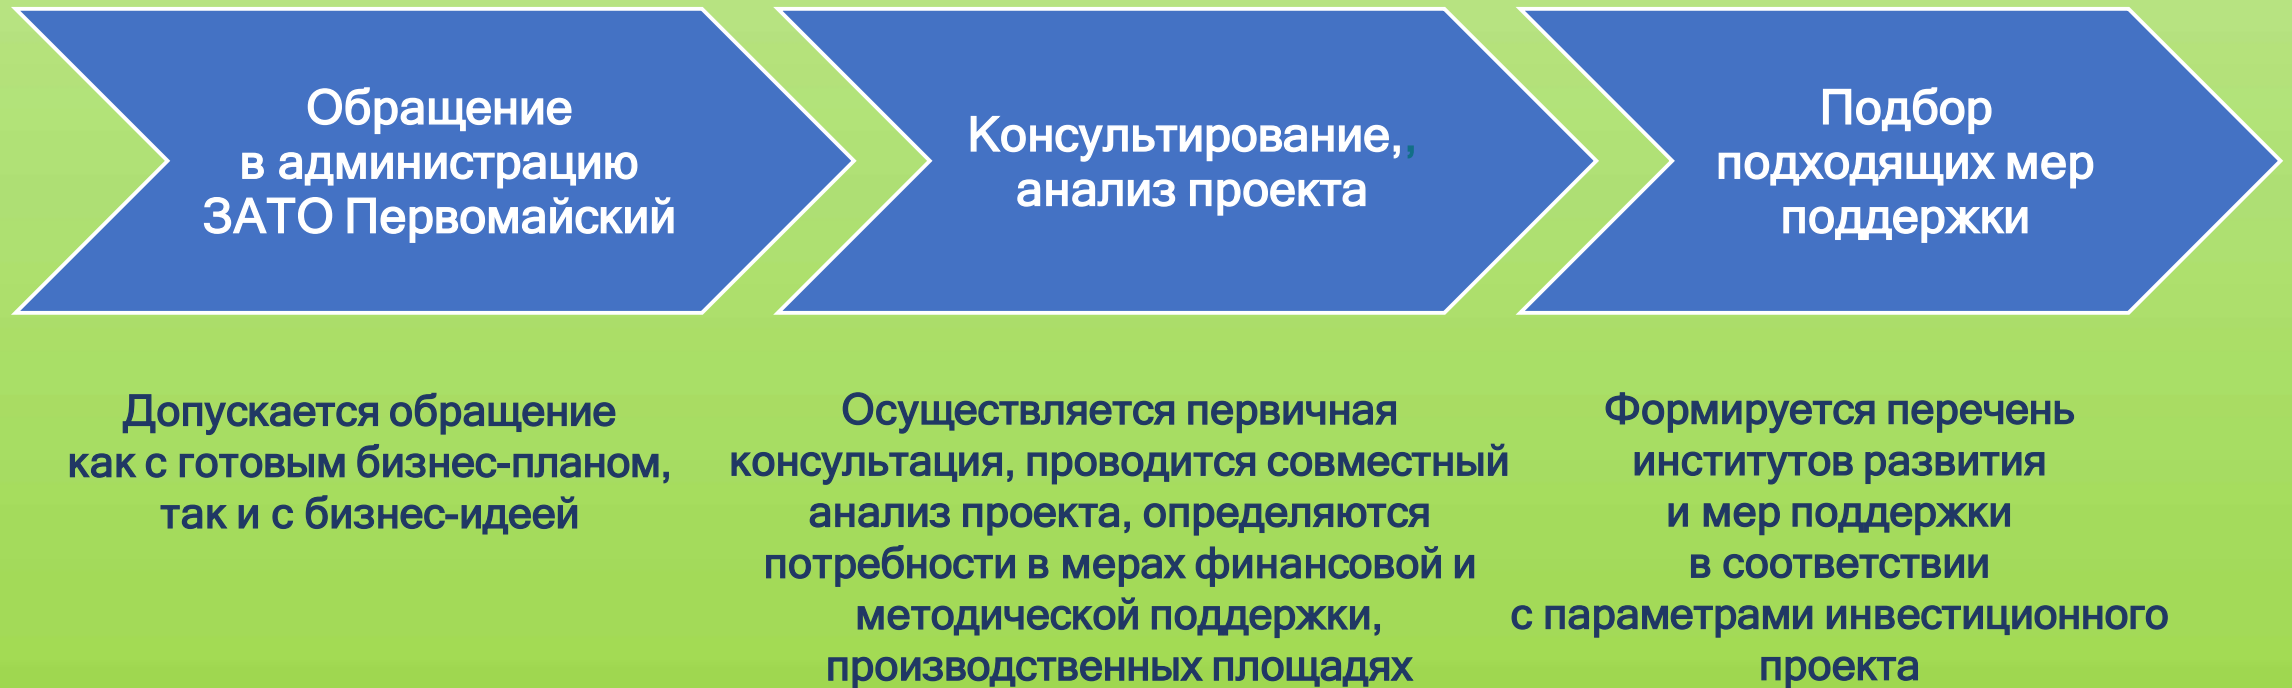 Обращение
в администрацию
ЗАТО Первомайский
Консультирование,,
анализ проекта
Подбор
подходящих мер
поддержки
Допускается обращение
как с готовым бизнес-планом,
так и с бизнес-идеей
Осуществляется первичная
консультация, проводится совместный
анализ проекта, определяются
потребности в мерах финансовой и
методической поддержки,
производственных площадях
Формируется перечень
институтов развития
и мер поддержки
в соответствии
с параметрами инвестиционного
проекта